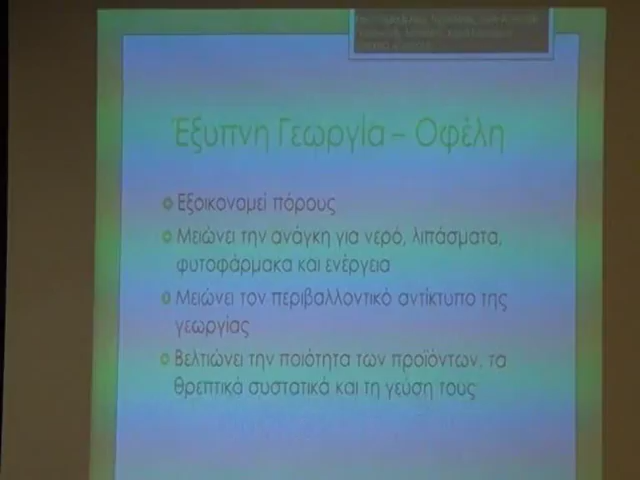 Έξυπνη Γεωργία – Οφέλη
Εξοικονομεί πόρους
Μειώνει την ανάγκη για νερό, λιπάσματα,
φυτοφάρμακα και ενέργεια
Μειώνει τον περιβαλλοντικό αντίκτυπο της
γεωργίας
Βελτιώνει την ποιότητα των προϊόντων, τα
θρεπτικά συστατικά και τη γεύση τους